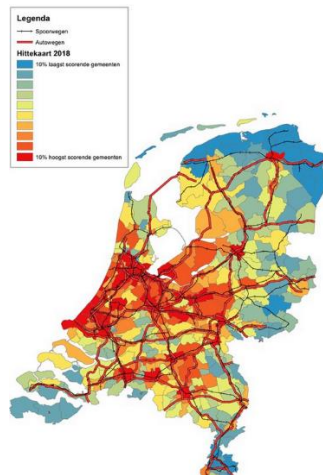 Legenda
Spoorwegen
Autowegen
Hittekaart 2018
10% laagst scorende gemeenten
10% hoogst scorende gemeenten